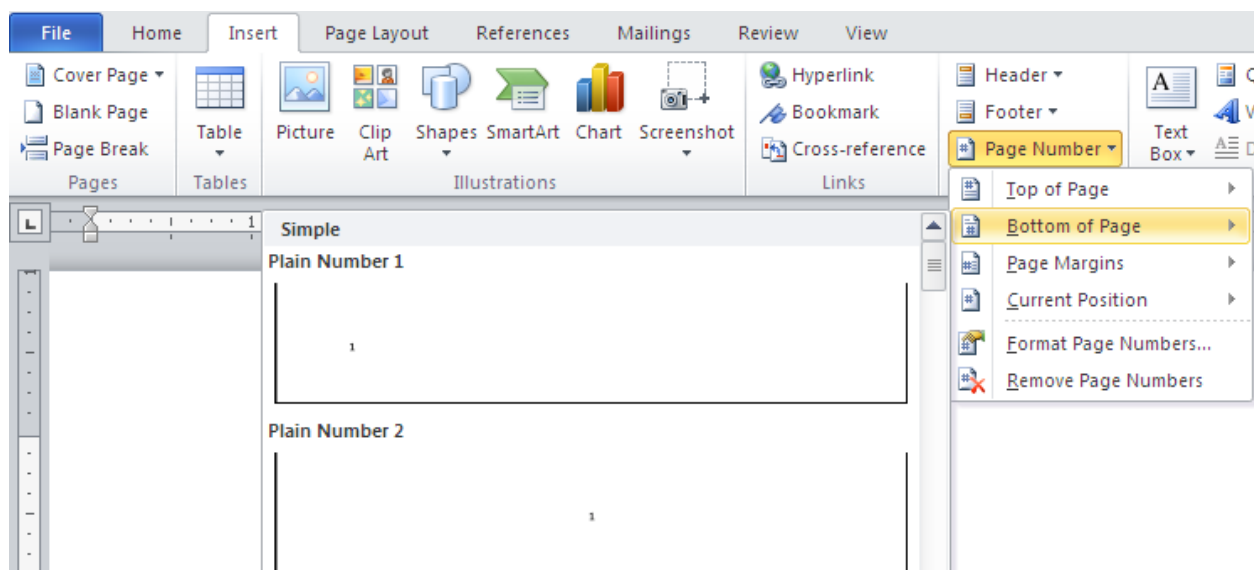 File Home Insert Page Layout References Mailings Review View
Cover Page
Blank Page
Page Break
Pages
Table
Tables
Picture
Clip
Art
Shapes
SmartArt
Chart
Screenshot
Illustrations
Hyperlink
Bookmark
Cross-reference
Links
Header
Footer
Page Number
A
Text
Box
Top of Page
Bottom of Page
Page Margins
Current Position
Format Page Numbers...
Remove Page Numbers
L
1
Simple
Plain Number 1
1
Plain Number 2
1